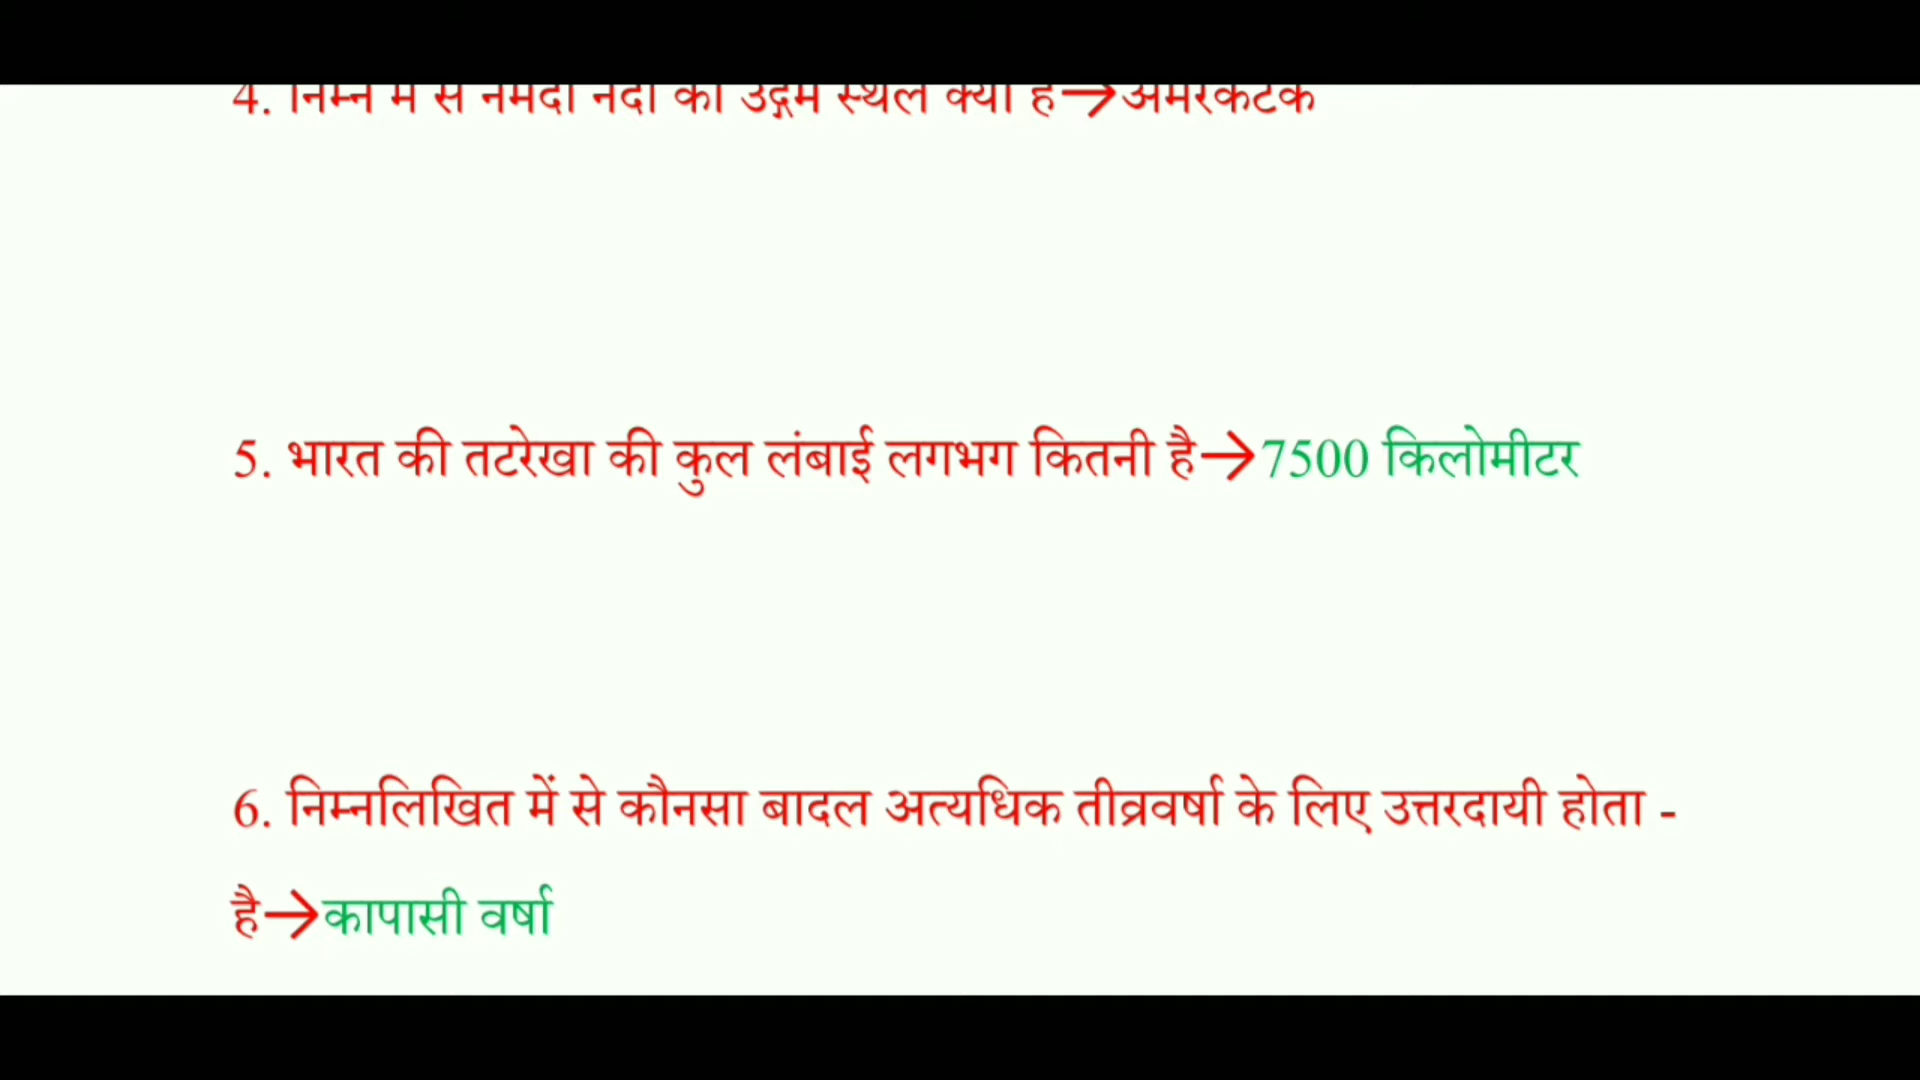 4. निम्न में से नर्मदा नदी का उद्गम स्थल क्या है→अमरकंटक
5. भारत की तटरेखा की कुल लंबाई लगभग कितनी है→7500 किलोमीटर
6. निम्नलिखित में से कौनसा बादल अत्यधिक तीव्रवर्षा के लिए उत्तरदायी होता -
है→कापासी वर्षा